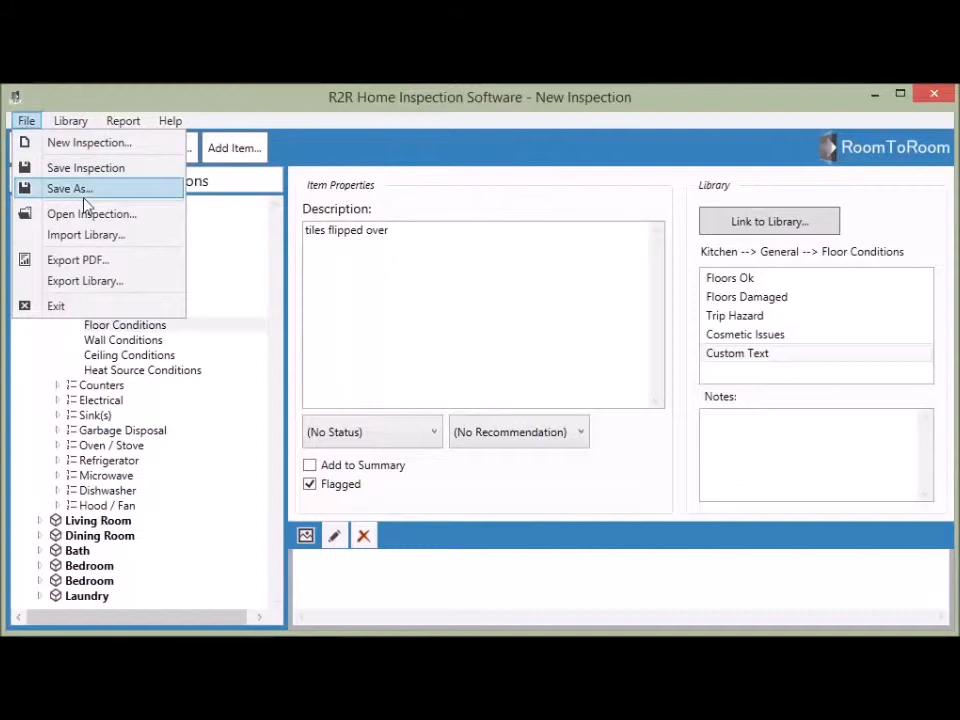 R2R Home Inspection Software - New Inspection
File Library Report Help
New Inspection...
Save Inspection
Save As...
Open Inspection...
Import Library...
Export PDF...
Export Library...
Exit
.. Add Item...
RoomToRoom
ons
Floor Conditions
Wall Conditions
Ceiling Conditions
Heat Source Conditions
Counters
Electrical
Sink(s)
Garbage Disposal
Oven / Stove
Refrigerator
Microwave
Dishwasher
Hood / Fan
Living Room
Dining Room
Bath
Bedroom
Bedroom
Laundry
Item Properties
Description:
tiles flipped over
(No Status) (No Recommendation)
Add to Summary
Flagged
Library
Link to Library...
Kitchen --> General --> Floor Conditions
Floors Ok
Floors Damaged
Trip Hazard
Cosmetic Issues
Custom Text
Notes: